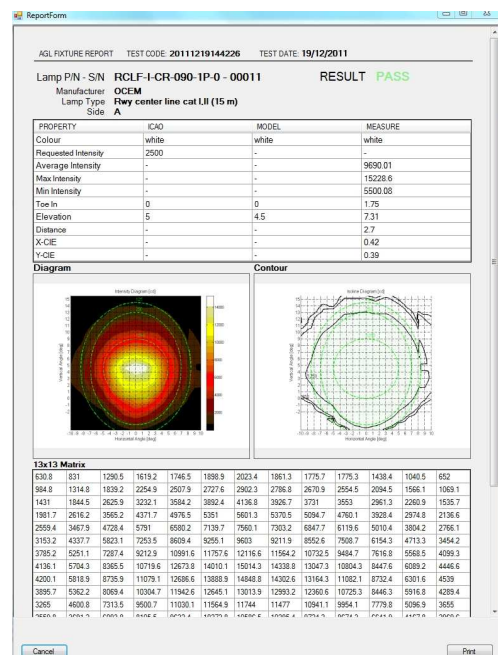 ReportForm
AGL FIXTURE REPORT TEST CODE: 20111219144226 TEST DATE: 19/12/2011
Lamp P/N - S/N RCLF-I-CR-090-1P-0 - 00011 RESULT PASS
Manufacturer OCEM
Lamp Type Rwy center line cat I,II (15 m)
Side A
PROPERTY ICAO MODEL MEASURE
Colour white white white
Requested Intensity 2500 - -
Average Intensity - - 9690.01
Max Intensity - - 15228.6
Min Intensity - - 5500.08
Toe In 0 0 1.75
Elevation 5 4.5 7.31
Distance - - 2.7
X-CIE - - 0.42
Y-CIE - - 0.39
Diagram Contour
Intensity Diagram [cd] Isoline Diagram [cd]
Vertical Angle [deg] Vertical Angle [deg]
Horizontal Angle [deg] Horizontal Angle [deg]
13x13 Matrix
630.8 831 1290.5 1619.2 1746.5 1898.9 2023.4 1861.3 1775.7 1775.3 1438.4 1040.5 652
984.8 1314.8 1839.2 2254.9 2507.9 2727.6 2902.3 2786.8 2670.9 2554.5 2094.5 1566.1 1069.1
1431 1844.5 2625.9 3232.1 3584.2 3892.4 4136.8 3926.7 3731 3553 2961.3 2260.9 1535.7
1981.7 2616.2 3565.2 4371.7 4976.5 5351 5601.3 5370.5 5094.7 4760.1 3928.4 2974.8 2136.6
2559.4 3467.9 4728.4 5791 6580.2 7139.7 7560.1 7303.2 6847.7 6119.6 5010.4 3804.2 2766.1
3153.2 4337.7 5823.1 7253.5 8609.4 9255.1 9603 9211.9 8552.6 7508.7 6154.3 4713.3 3454.2
3785.2 5251.1 7287.4 9212.9 10991.6 11757.6 12116.6 11564.2 10732.5 9484.7 7616.8 5568.5 4099.3
4136.1 5704.3 8365.5 10719.6 12673.8 14010.1 15014.3 14338.8 13047.3 10804.3 8447.6 6089.2 4446.6
4200.1 5818.9 8735.9 11079.1 12686.6 13888.9 14848.8 14302.6 13164.3 11082.1 8732.4 6301.6 4539
3895.7 5362.2 8069.4 10304.7 11942.6 12645.1 13013.9 12993.2 12360.6 10725.3 8446.3 5916.8 4289.4
3265 4600.8 7313.5 9500.7 11030.1 11564.9 11744 11477 10941.1 9954.1 7779.8 5096.9 3655
Cancel Print